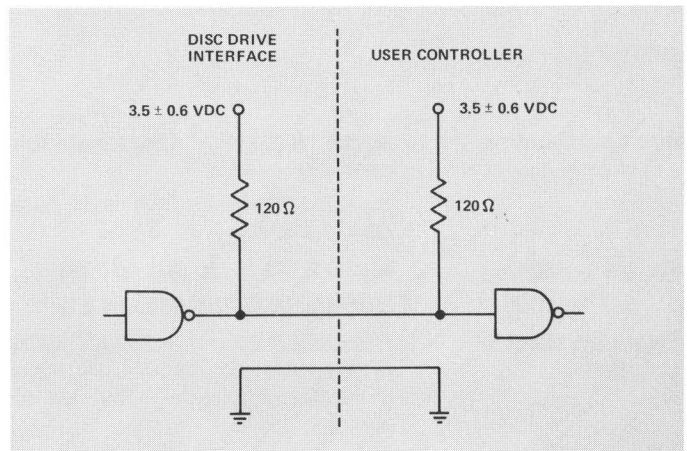 DISC DRIVE
INTERFACE
USER CONTROLLER
3.5 ± 0.6 VDC
3.5 ± 0.6 VDC
120 Ω
120 Ω